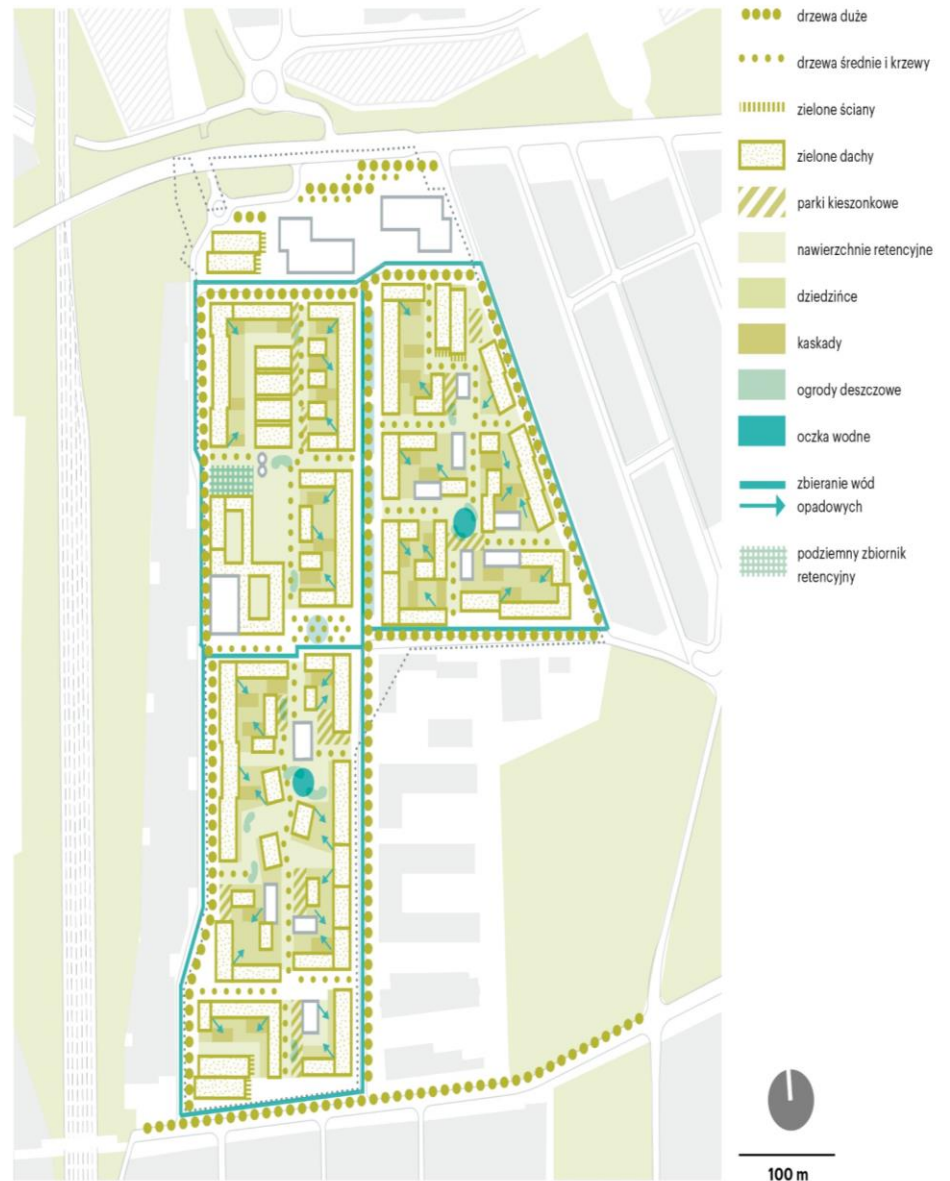 drzewa duże
drzewa średnie i krzewy
zielone ściany
zielone dachy
parki kieszonkowe
nawierzchnie retencyjne
dziedzińce
kaskady
ogrody deszczowe
oczka wodne
zbieranie wód
opadowych
podziemny zbiornik
retencyjny
100 m